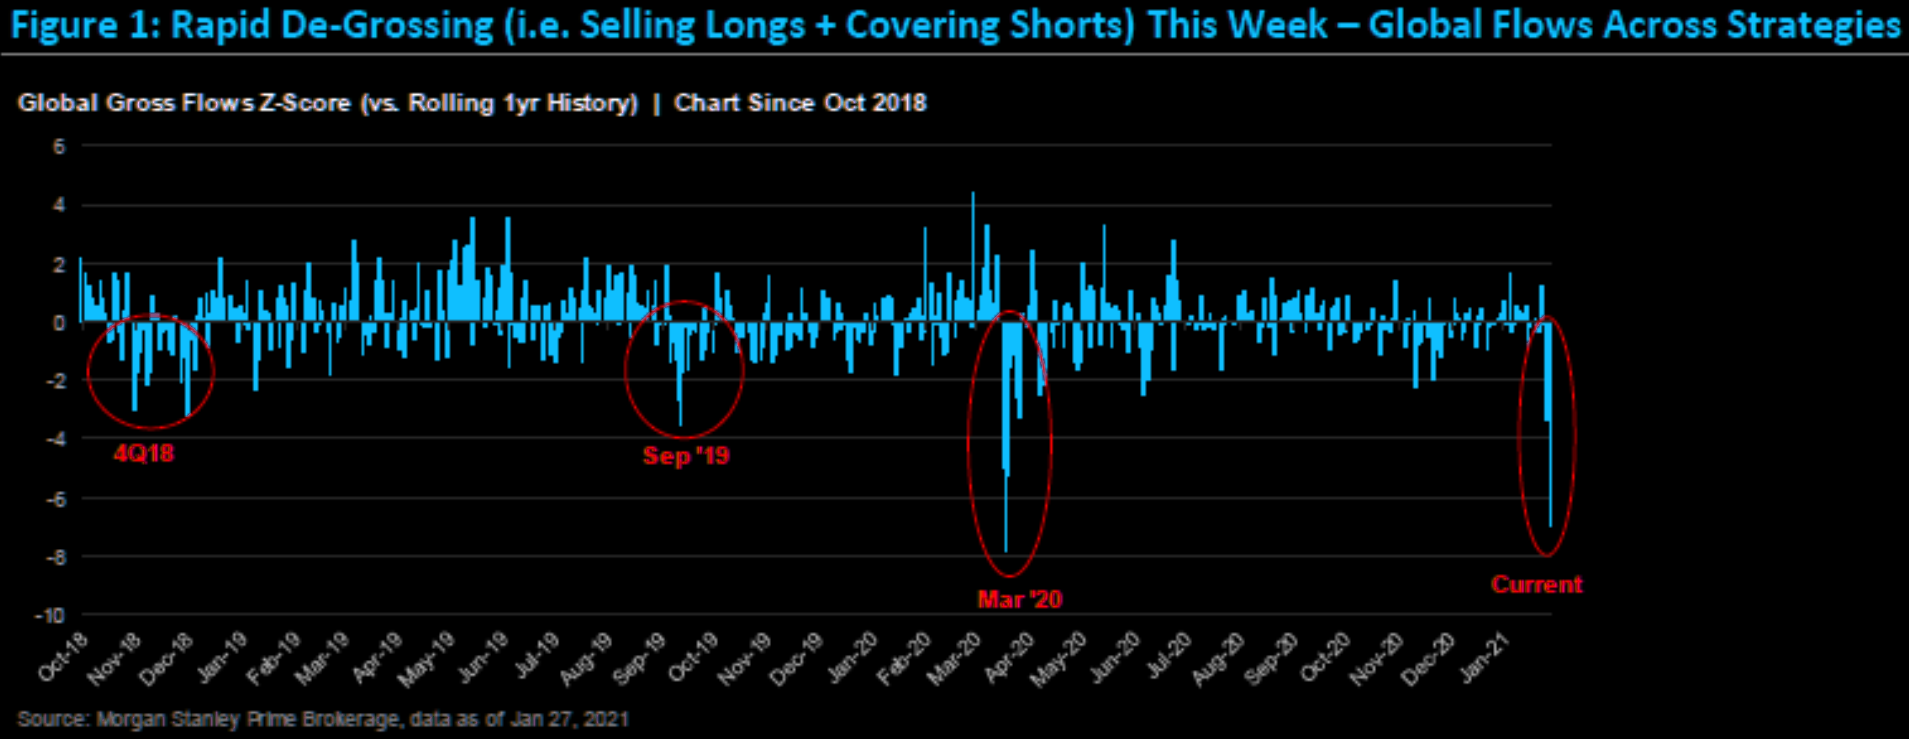 Figure 1: Rapid De-Grossing (i.e. Selling Longs + Covering Shorts) This Week – Global Flows Across Strategies
Global Gross Flows Z-Score (vs. Rolling 1yr History) | Chart Since Oct 2018
6
4
2
0
-2
-4
-6
-8
-10
4Q18
Sep '19
Mar '20
Current
Oct-18
Nov-18
Dec-18
Jan-19
Feb-19
Mar-19
Apr-19
May-19
Jun-19
Jul-19
Aug-19
Sep-19
Oct-19
Nov-19
Dec-19
Jan-20
Feb-20
Mar-20
Apr-20
May-20
Jun-20
Jul-20
Aug-20
Sep-20
Oct-20
Nov-20
Dec-20
Jan-21
Source: Morgan Stanley Prime Brokerage, data as of Jan 27, 2021